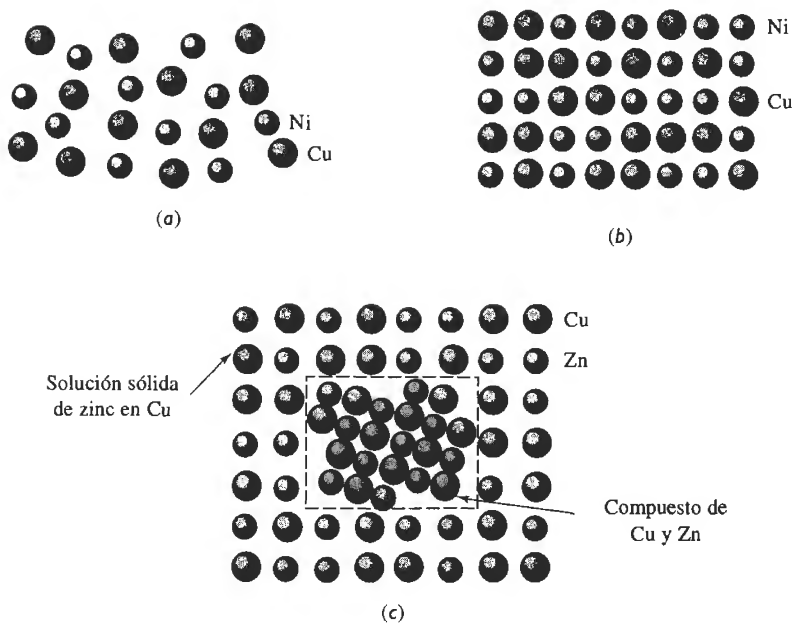 Ni
Cu
(a)
Ni
Cu
(b)
Cu
Zn
Solución sólida
de zinc en Cu
Compuesto de
Cu y Zn
(c)